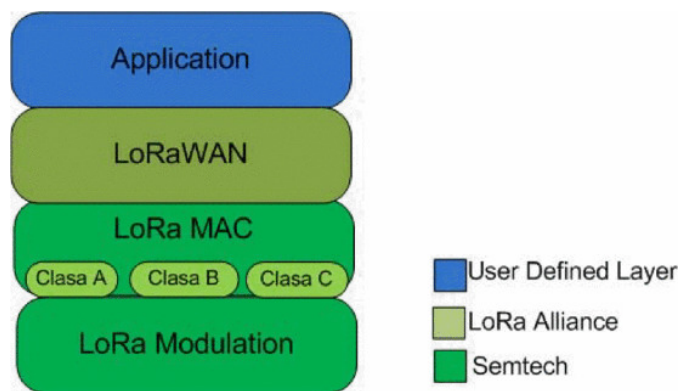 Application
LoRaWAN
LoRa MAC
Clasa A
Clasa B
Clasa C
LoRa Modulation
User Defined Layer
LoRa Alliance
Semtech